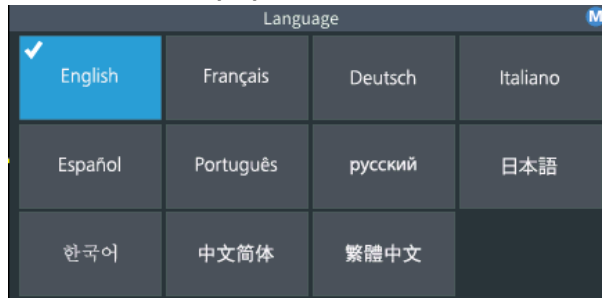 Language
M
English
Français
Deutsch
Italiano
Español
Português
русский
日本語
한국어
中文简体
繁體中文